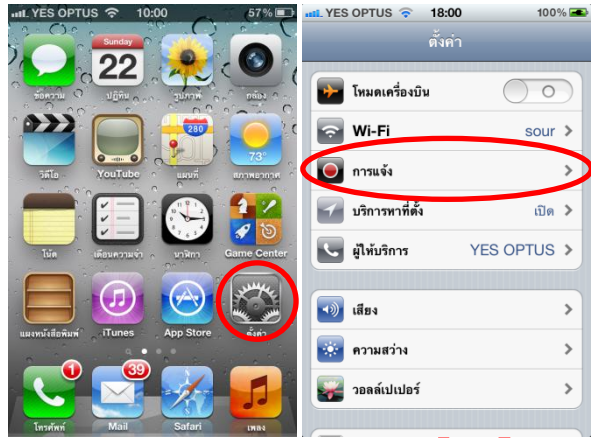 YES OPTUS 10:00 57%
Sunday
22
ข้อความ ปฏิทิน รูปภาพ กล้อง
280
73°
วิดีโอ YouTube แผนที่ สภาพอากาศ
โน้ต เตือนความจำ นาฬิกา Game Center
แผงหนังสือพิมพ์ iTunes App Store ตั้งค่า
1
39
โทรศัพท์ Mail Safari เพลง
YES OPTUS 18:00 100%
ตั้งค่า
โหมดเครื่องบิน
Wi-Fi sour
การแจ้ง
บริการหาที่ตั้ง เปิด
ผู้ให้บริการ YES OPTUS
เสียง
ความสว่าง
วอลล์เปเปอร์